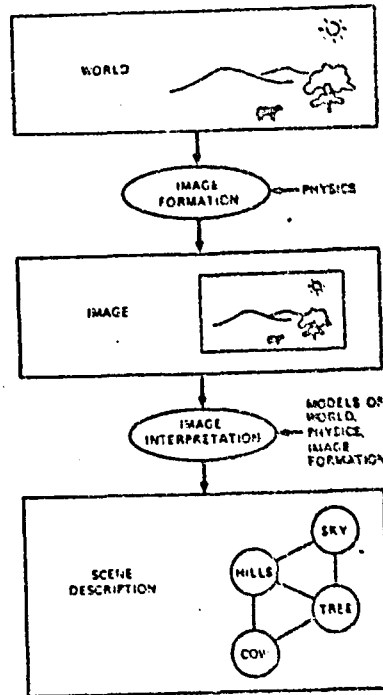 WORLD
IMAGE
FORMATION
PHYSICS
IMAGE
IMAGE
INTERPRETATION
MODELS OF
WORLD,
PHYSICS,
IMAGE
FORMATION
SCENE
DESCRIPTION
SKY
HILLS
TREE
COW